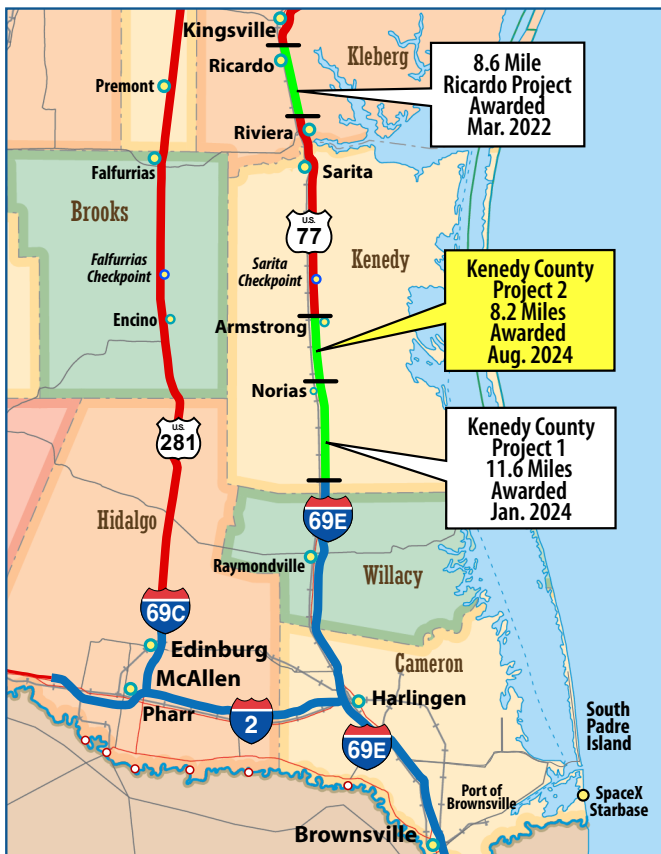 Kingsville
Kleberg
Ricardo
8.6 Mile
Ricardo Project
Awarded
Mar. 2022
Premont
Riviera
Falfurrias
Sarita
Brooks
U.S.
77
Kenedy
Falfurrias
Checkpoint
Sarita
Checkpoint
Kenedy County
Project 2
8.2 Miles
Awarded
Aug. 2024
Encino
Armstrong
Norias
U.S.
281
Kenedy County
Project 1
11.6 Miles
Awarded
Jan. 2024
Hidalgo
69E
Raymondville
Willacy
69C
Edinburg
McAllen
Pharr
Cameron
Harlingen
2
69E
South
Padre
Island
Port of
Brownsville
SpaceX
Starbase
Brownsville